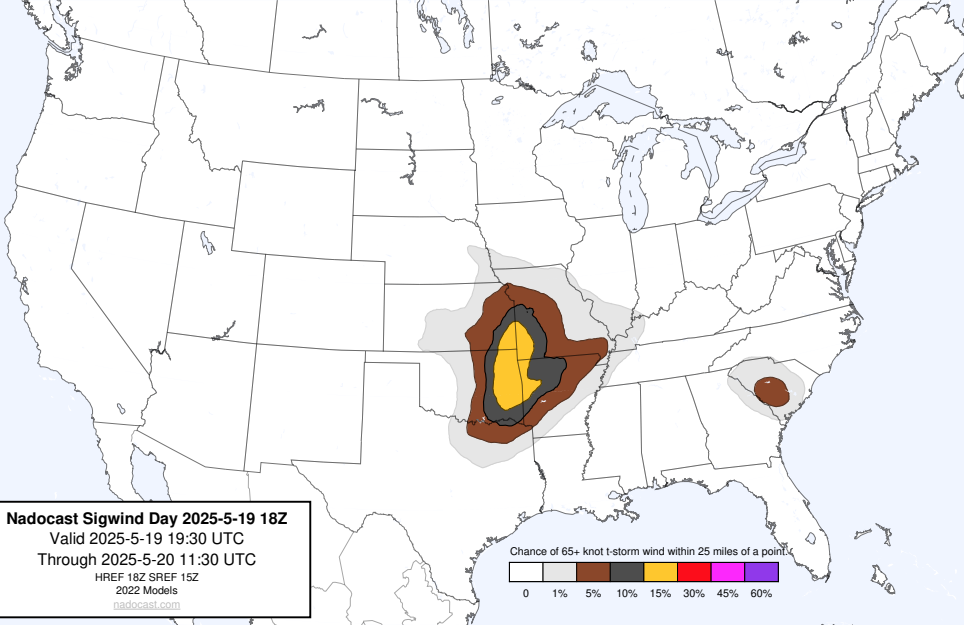 Nadocast Sigwind Day 2025-5-19 18Z
Valid 2025-5-19 19:30 UTC
Through 2025-5-20 11:30 UTC
HREF 18Z SREF 15Z
2022 Models
nadocast.com
Chance of 65+ knot t-storm wind within 25 miles of a point.
0 1% 5% 10% 15% 30% 45% 60%